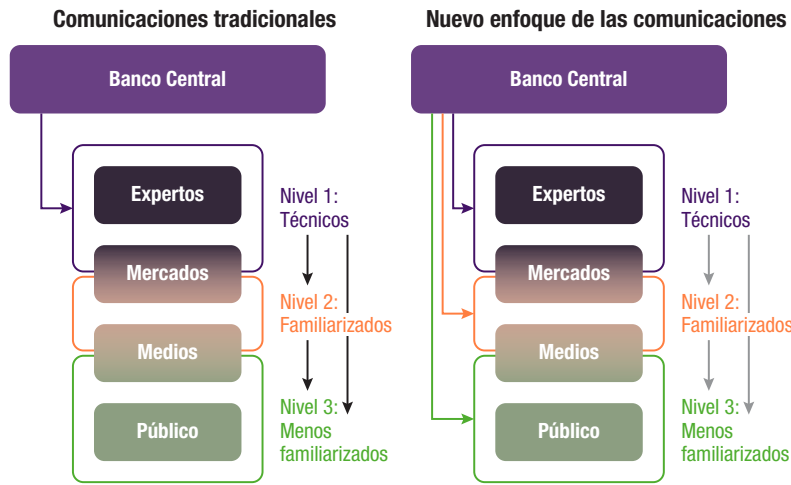 Comunicaciones tradicionales
Banco Central
Expertos
Mercados
Medios
Público
Nivel 1:
Técnicos
Nivel 2:
Familiarizados
Nivel 3:
Menos
familiarizados
Nuevo enfoque de las comunicaciones
Banco Central
Expertos
Mercados
Medios
Público
Nivel 1:
Técnicos
Nivel 2:
Familiarizados
Nivel 3:
Menos
familiarizados